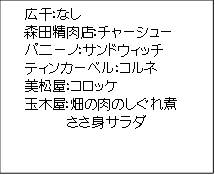 広千:なし
森田精肉店:チャーシュー
パニーノ:サンドウィッチ
ティンカーベル:コルネ
美松屋:コロッケ
玉木屋:畑の肉のしぐれ煮
ささ身サラダ